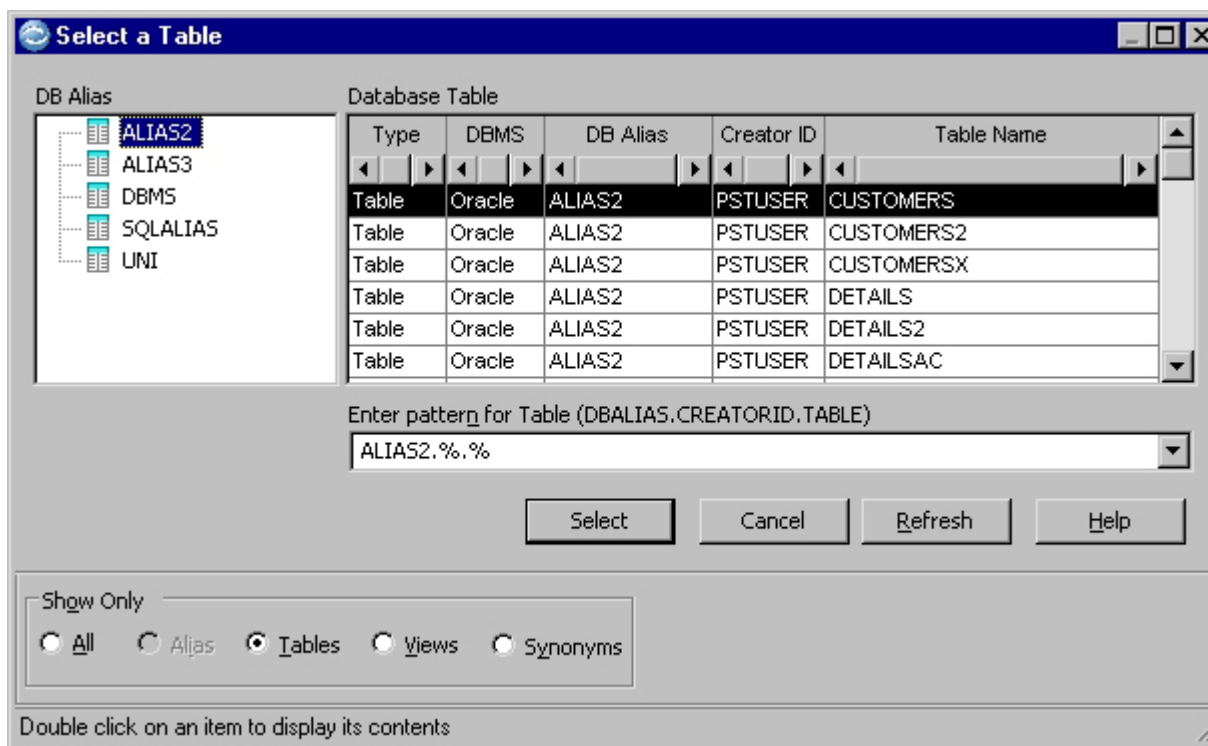 Select a Table
DB Alias
ALIAS2
ALIAS3
DBMS
SQLALIAS
UNI
Database Table
Type DBMS DB Alias Creator ID Table Name
Table Oracle ALIAS2 PSTUSER CUSTOMERS
Table Oracle ALIAS2 PSTUSER CUSTOMERS2
Table Oracle ALIAS2 PSTUSER CUSTOMERSX
Table Oracle ALIAS2 PSTUSER DETAILS
Table Oracle ALIAS2 PSTUSER DETAILS2
Table Oracle ALIAS2 PSTUSER DETAILSAC
Enter pattern for Table (DBALIAS.CREATORID.TABLE)
ALIAS2.%.%
Select Cancel Refresh Help
Show Only
All Alias Tables Views Synonyms
Double click on an item to display its contents